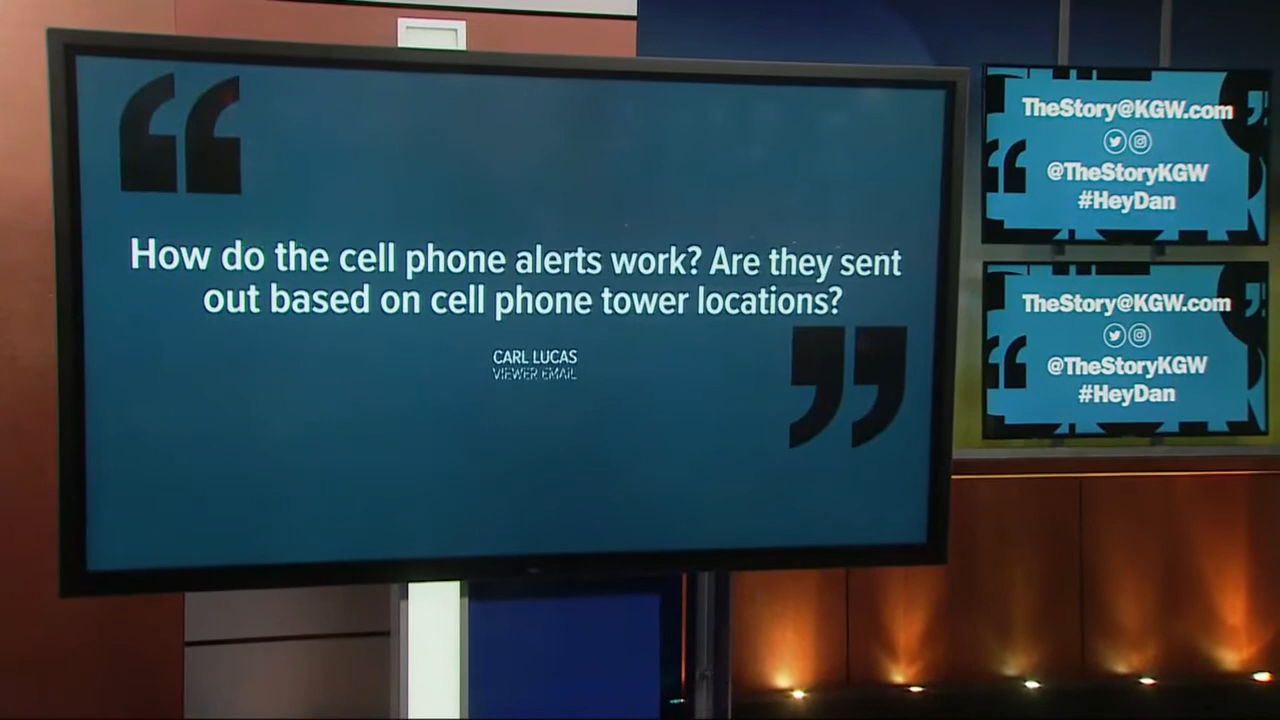 How do the cell phone alerts work? Are they sent
out based on cell phone tower locations?
CARL LUCAS
VIEWER EMAIL
TheStory@KGW.com
@TheStoryKGW
#HeyDan
TheStory@KGW.com
@TheStoryKGW
#HeyDan